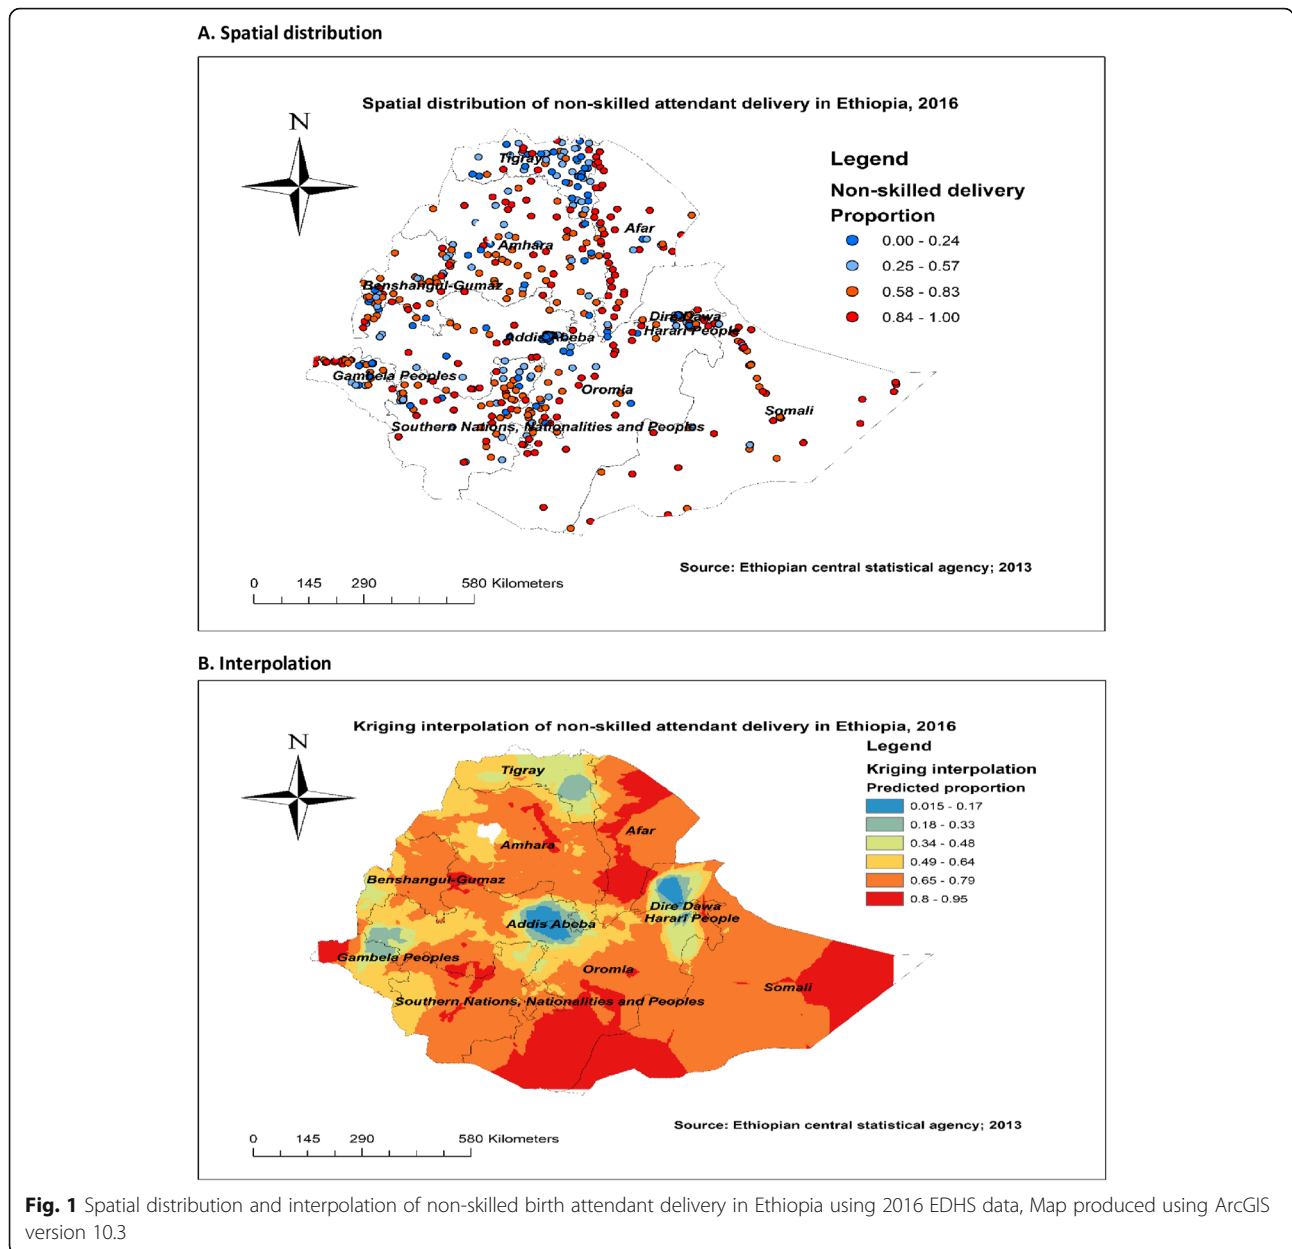 A. Spatial distribution
Spatial distribution of non-skilled attendant delivery in Ethiopia, 2016
N
Legend
Non-skilled delivery
Proportion
0.00 - 0.24
0.25 - 0.57
0.58 - 0.83
0.84 - 1.00
Tigray
Afar
Amhara
Benshangul-Gumaz
Dire Dawa
Harari People
Addis Abeba
Gambela Peoples
Oromia
Somali
Southern Nations, Nationalities and Peoples
Source: Ethiopian central statistical agency; 2013
0 145 290 580 Kilometers
B. Interpolation
Kriging interpolation of non-skilled attendant delivery in Ethiopia, 2016
N
Legend
Kriging interpolation
Predicted proportion
0.015 - 0.17
0.18 - 0.33
0.34 - 0.48
0.49 - 0.64
0.65 - 0.79
0.8 - 0.95
Tigray
Afar
Amhara
Benshangul-Gumaz
Dire Dawa
Harari People
Addis Abeba
Gambela Peoples
Oromia
Somali
Southern Nations, Nationalities and Peoples
Source: Ethiopian central statistical agency; 2013
0 145 290 580 Kilometers
Fig. 1 Spatial distribution and interpolation of non-skilled birth attendant delivery in Ethiopia using 2016 EDHS data, Map produced using ArcGIS
version 10.3